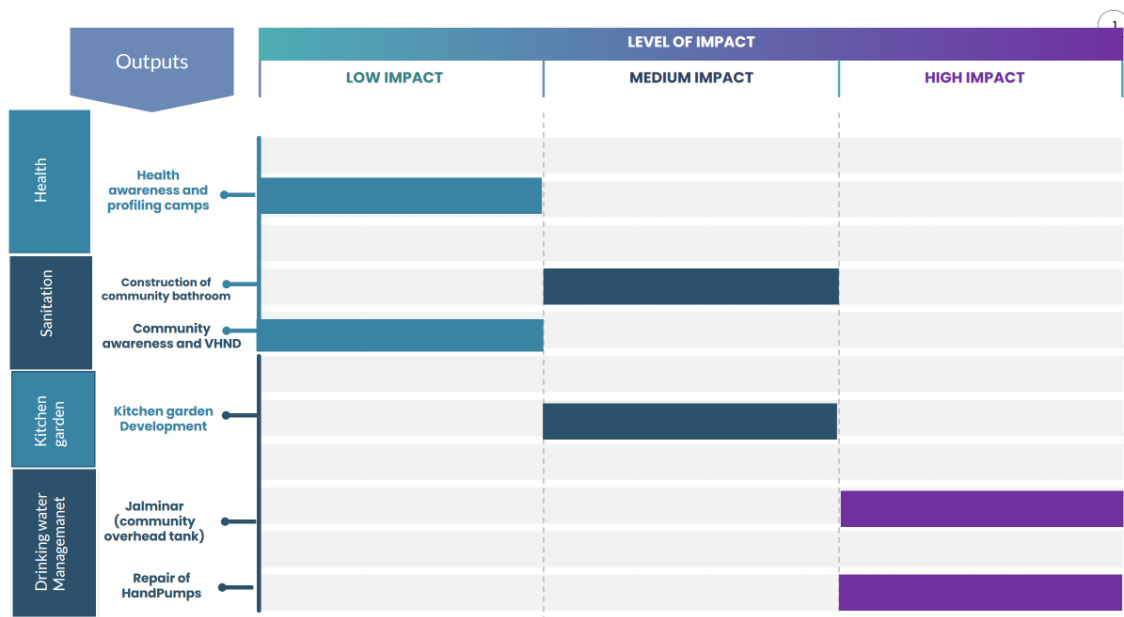 1
Outputs
LEVEL OF IMPACT
LOW IMPACT
MEDIUM IMPACT
HIGH IMPACT
Health
Health
awareness and
profiling camps
Sanitation
Construction of
community bathroom
Community
awareness and VHND
Kitchen
garden
Kitchen garden
Development
Drinking water
Managemanet
Jalminar
(community
overhead tank)
Repair of
HandPumps